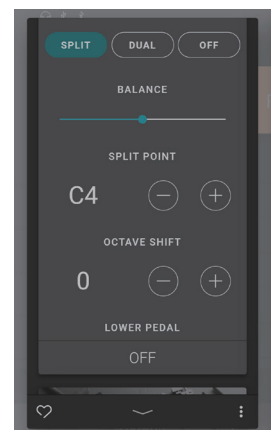 SPLIT DUAL OFF
BALANCE
SPLIT POINT
C4
OCTAVE SHIFT
0
LOWER PEDAL
OFF